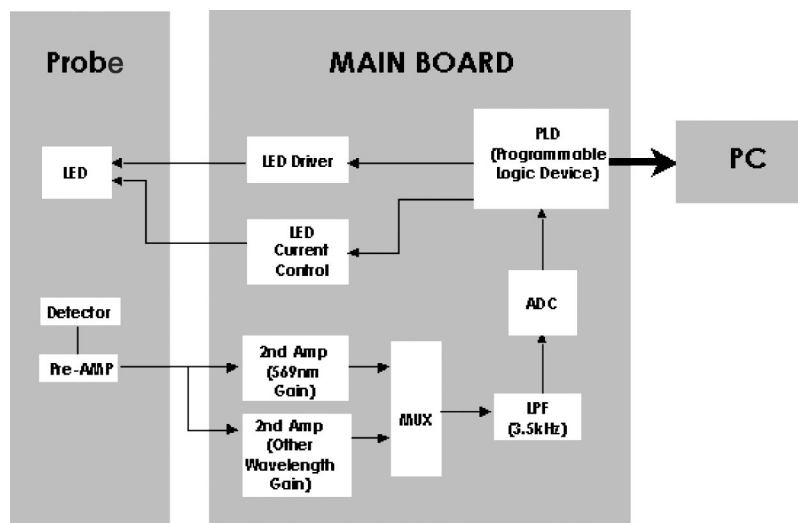 Probe
MAIN BOARD
PLD
(Programmable
Logic Device)
PC
LED
LED Driver
LED
Current
Control
ADC
Detector
Pre-AMP
2nd Amp
(569nm
Gain)
2nd Amp
(Other
Wavelength
Gain)
MUX
LPF
(3.5kHz)